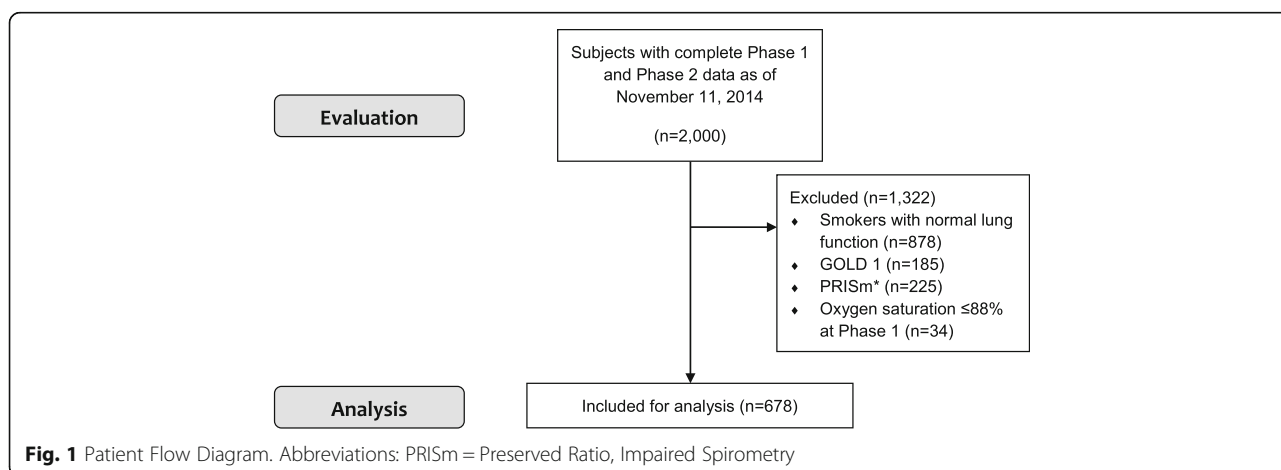 Subjects with complete Phase 1
and Phase 2 data as of
November 11, 2014
(n=2,000)
Evaluation
Excluded (n=1,322)
♦ Smokers with normal lung
function (n=878)
♦ GOLD 1 (n=185)
♦ PRISm* (n=225)
♦ Oxygen saturation ≤88%
at Phase 1 (n=34)
Analysis
Included for analysis (n=678)
Fig. 1 Patient Flow Diagram. Abbreviations: PRISm = Preserved Ratio, Impaired Spirometry